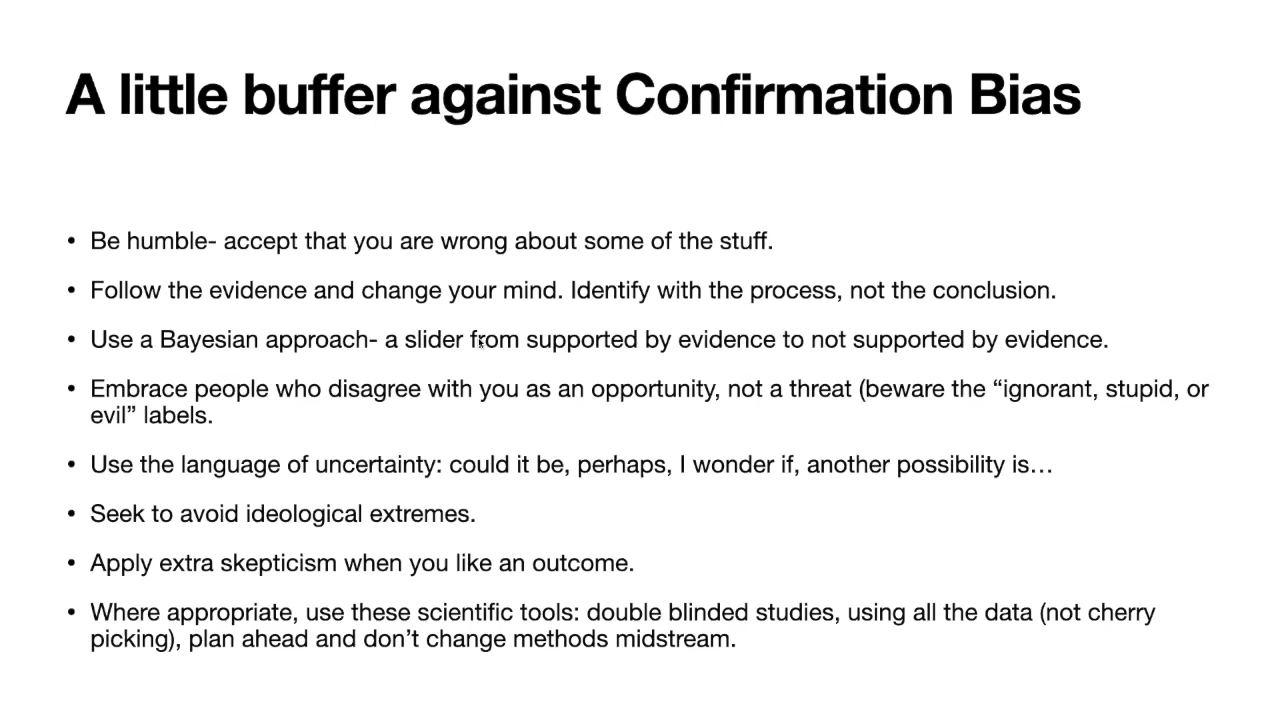 A little buffer against Confirmation Bias
• Be humble- accept that you are wrong about some of the stuff.
• Follow the evidence and change your mind. Identify with the process, not the conclusion.
• Use a Bayesian approach- a slider from supported by evidence to not supported by evidence.
• Embrace people who disagree with you as an opportunity, not a threat (beware the “ignorant, stupid, or
evil” labels.
• Use the language of uncertainty: could it be, perhaps, I wonder if, another possibility is…
• Seek to avoid ideological extremes.
• Apply extra skepticism when you like an outcome.
• Where appropriate, use these scientific tools: double blinded studies, using all the data (not cherry
picking), plan ahead and don’t change methods midstream.